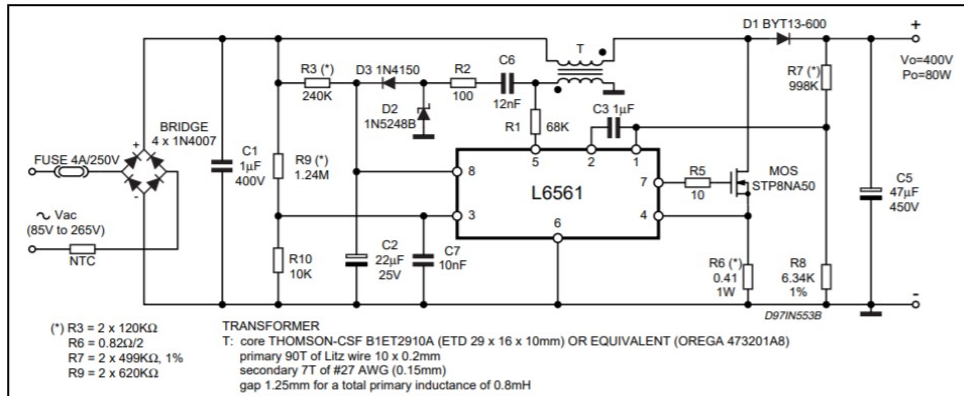 D1 BYT13-600
+
Vo=400V
Po=80W
R3 (*)
240K
D3 1N4150
R2
100
C6
12nF
T
R7 (*)
998K
D2
1N5248B
C3 1µF
R1
68K
BRIDGE
4 x 1N4007
+
-
FUSE 4A/250V
C1
1µF
400V
R9 (*)
1.24M
5
2
1
8
L6561
7
R5
10
MOS
STP8NA50
C5
47µF
450V
3
6
4
Vac
(85V to 265V)
NTC
R10
10K
C2
22µF
25V
C7
10nF
R6 (*)
0.41
1W
R8
6.34K
1%
-
D97IN553B
(*) R3 = 2 x 120KΩ
R6 = 0.82Ω/2
R7 = 2 x 499KΩ, 1%
R9 = 2 x 620KΩ
TRANSFORMER
T: core THOMSON-CSF B1ET2910A (ETD 29 x 16 x 10mm) OR EQUIVALENT (OREGA 473201A8)
primary 90T of Litz wire 10 x 0.2mm
secondary 7T of #27 AWG (0.15mm)
gap 1.25mm for a total primary inductance of 0.8mH